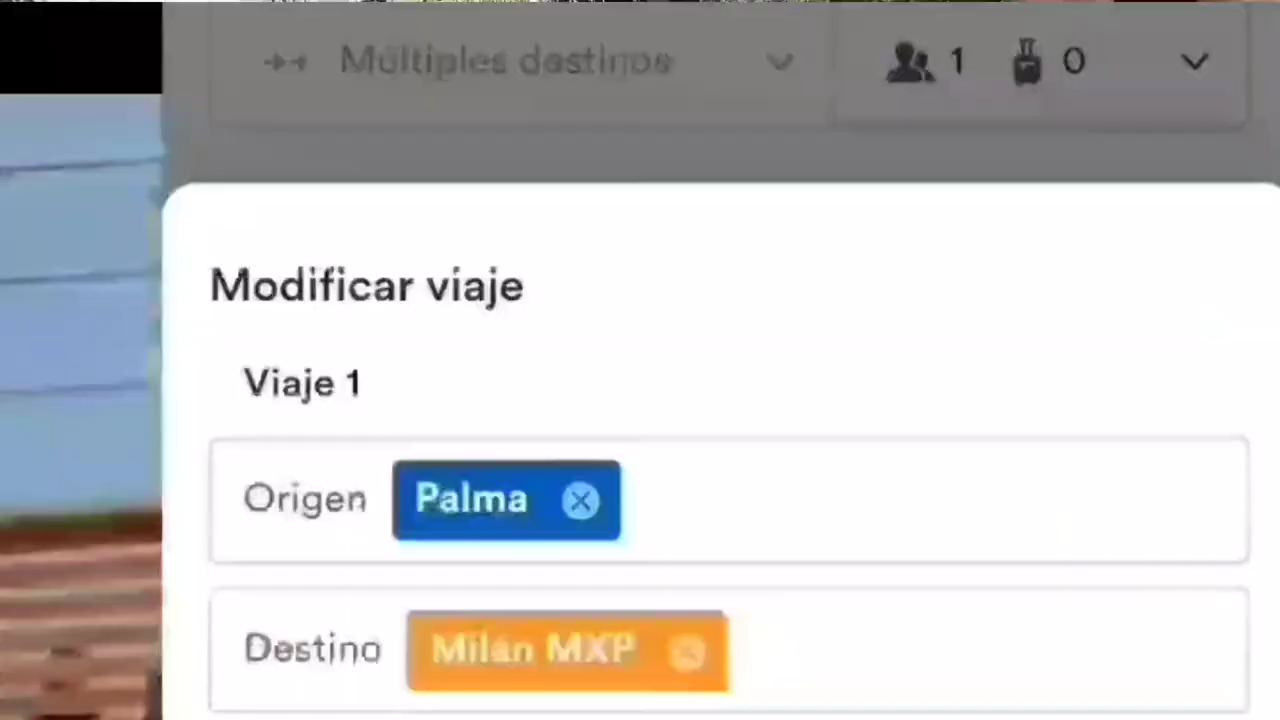 Múltiples destinos 1 0
Modificar viaje
Viaje 1
Origen Palma
Destino Milán MXP